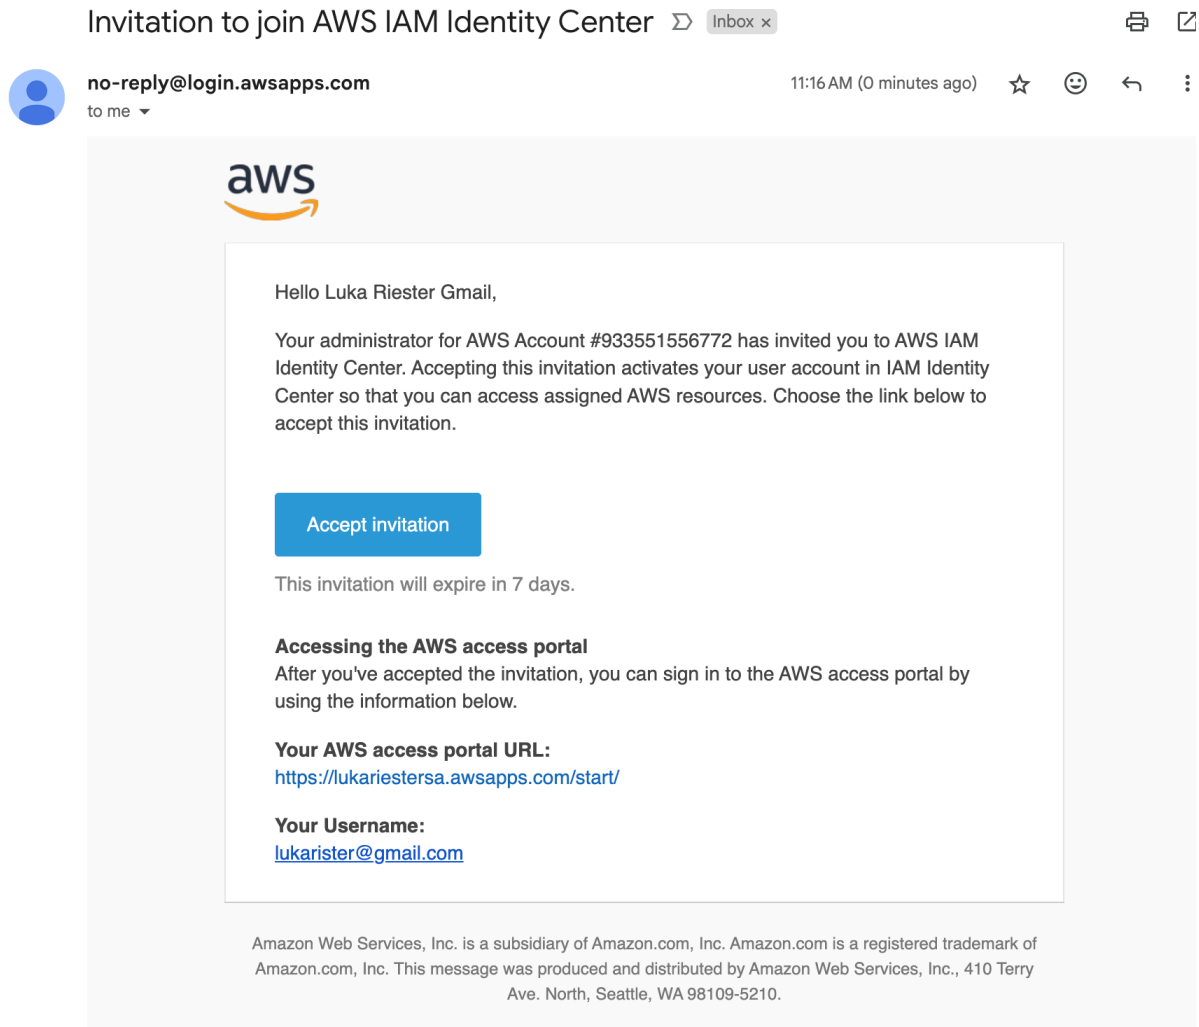 Invitation to join AWS IAM Identity Center Inbox x
no-reply@login.awsapps.com 11:16 AM (0 minutes ago)
to me
aws
Hello Luka Riester Gmail,
Your administrator for AWS Account #933551556772 has invited you to AWS IAM
Identity Center. Accepting this invitation activates your user account in IAM Identity
Center so that you can access assigned AWS resources. Choose the link below to
accept this invitation.
Accept invitation
This invitation will expire in 7 days.
Accessing the AWS access portal
After you've accepted the invitation, you can sign in to the AWS access portal by
using the information below.
Your AWS access portal URL:
https://lukariestersa.awsapps.com/start/
Your Username:
lukarister@gmail.com
Amazon Web Services, Inc. is a subsidiary of Amazon.com, Inc. Amazon.com is a registered trademark of
Amazon.com, Inc. This message was produced and distributed by Amazon Web Services, Inc., 410 Terry
Ave. North, Seattle, WA 98109-5210.